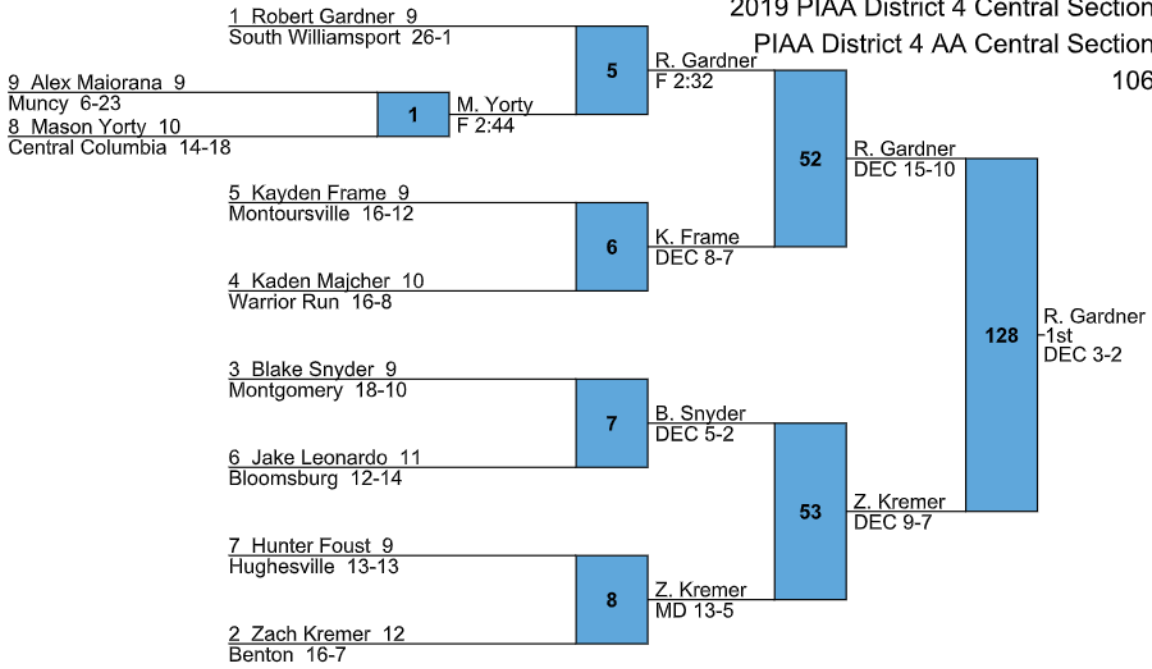 2019 PIAA District 4 Central Section
PIAA District 4 AA Central Section
106
1 Robert Gardner 9
South Williamsport 26-1
9 Alex Maiorana 9
Muncy 6-23
8 Mason Yorty 10
Central Columbia 14-18
1
M. Yorty
F 2:44
5
R. Gardner
F 2:32
5 Kayden Frame 9
Montoursville 16-12
4 Kaden Majcher 10
Warrior Run 16-8
6
K. Frame
DEC 8-7
52
R. Gardner
DEC 15-10
3 Blake Snyder 9
Montgomery 18-10
6 Jake Leonardo 11
Bloomsburg 12-14
7
B. Snyder
DEC 5-2
7 Hunter Foust 9
Hughesville 13-13
2 Zach Kremer 12
Benton 16-7
8
Z. Kremer
MD 13-5
53
Z. Kremer
DEC 9-7
128
R. Gardner
1st
DEC 3-2